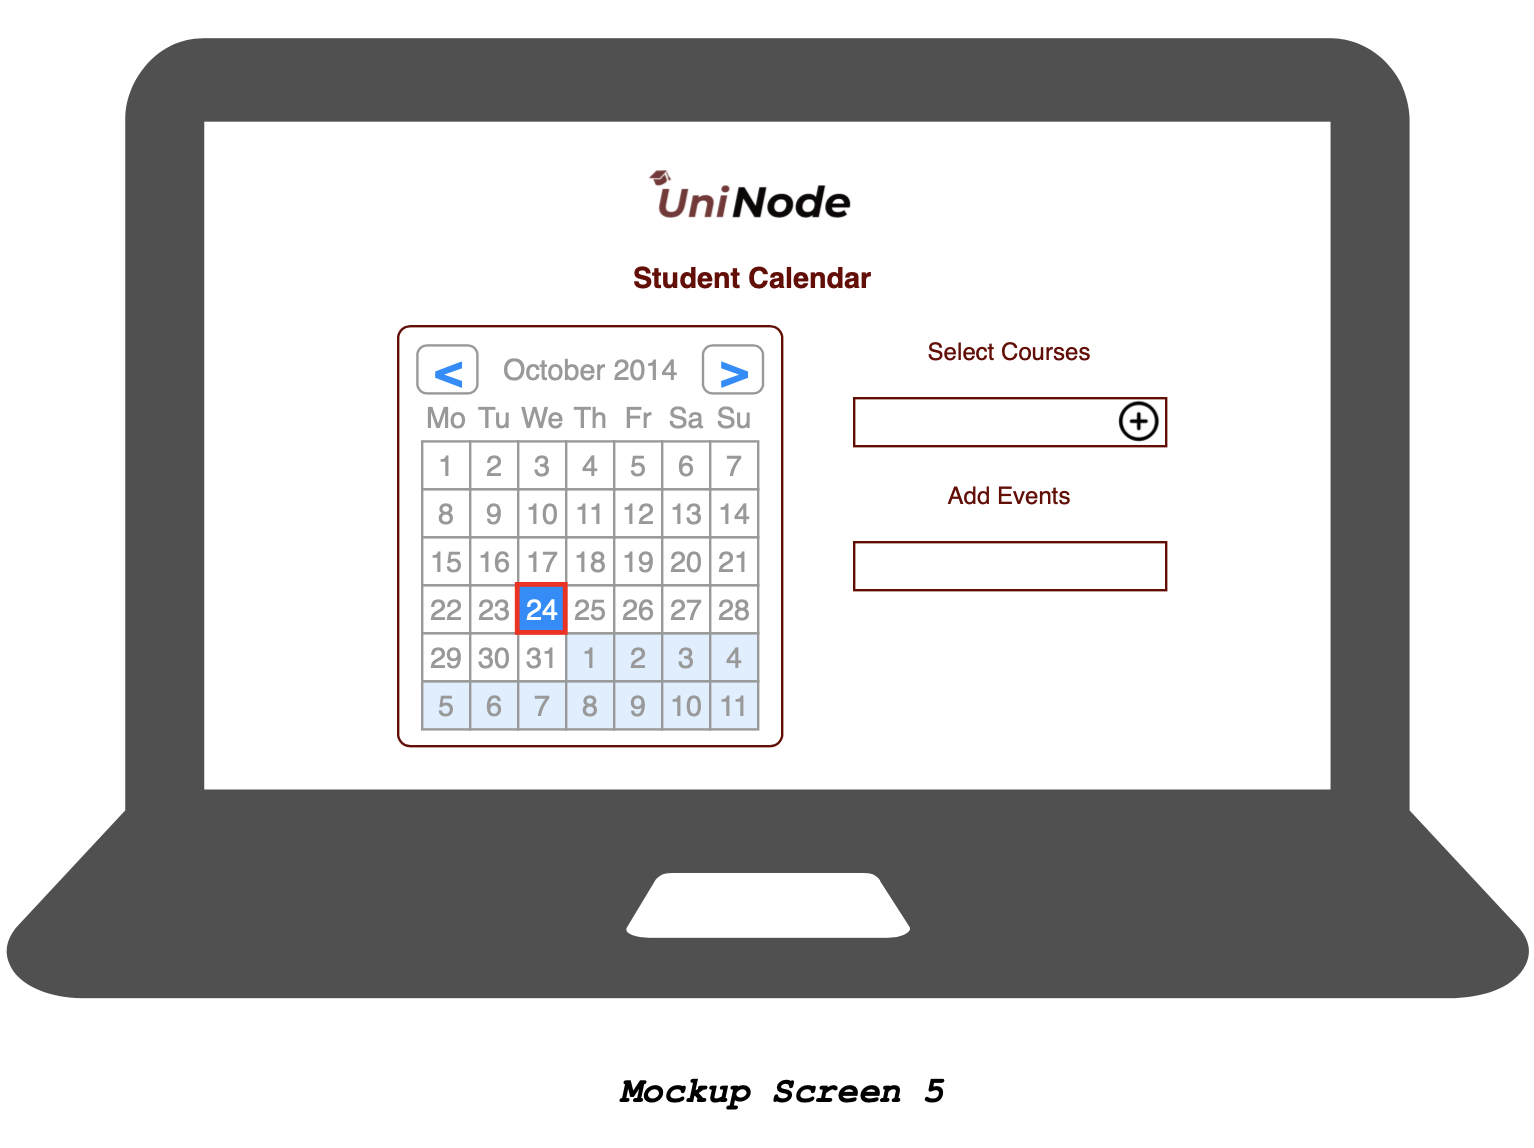 UniNode
Student Calendar
< October 2014 >
Mo Tu We Th Fr Sa Su
1 2 3 4 5 6 7
8 9 10 11 12 13 14
15 16 17 18 19 20 21
22 23 24 25 26 27 28
29 30 31 1 2 3 4
5 6 7 8 9 10 11
Select Courses
Add Events
Mockup Screen 5